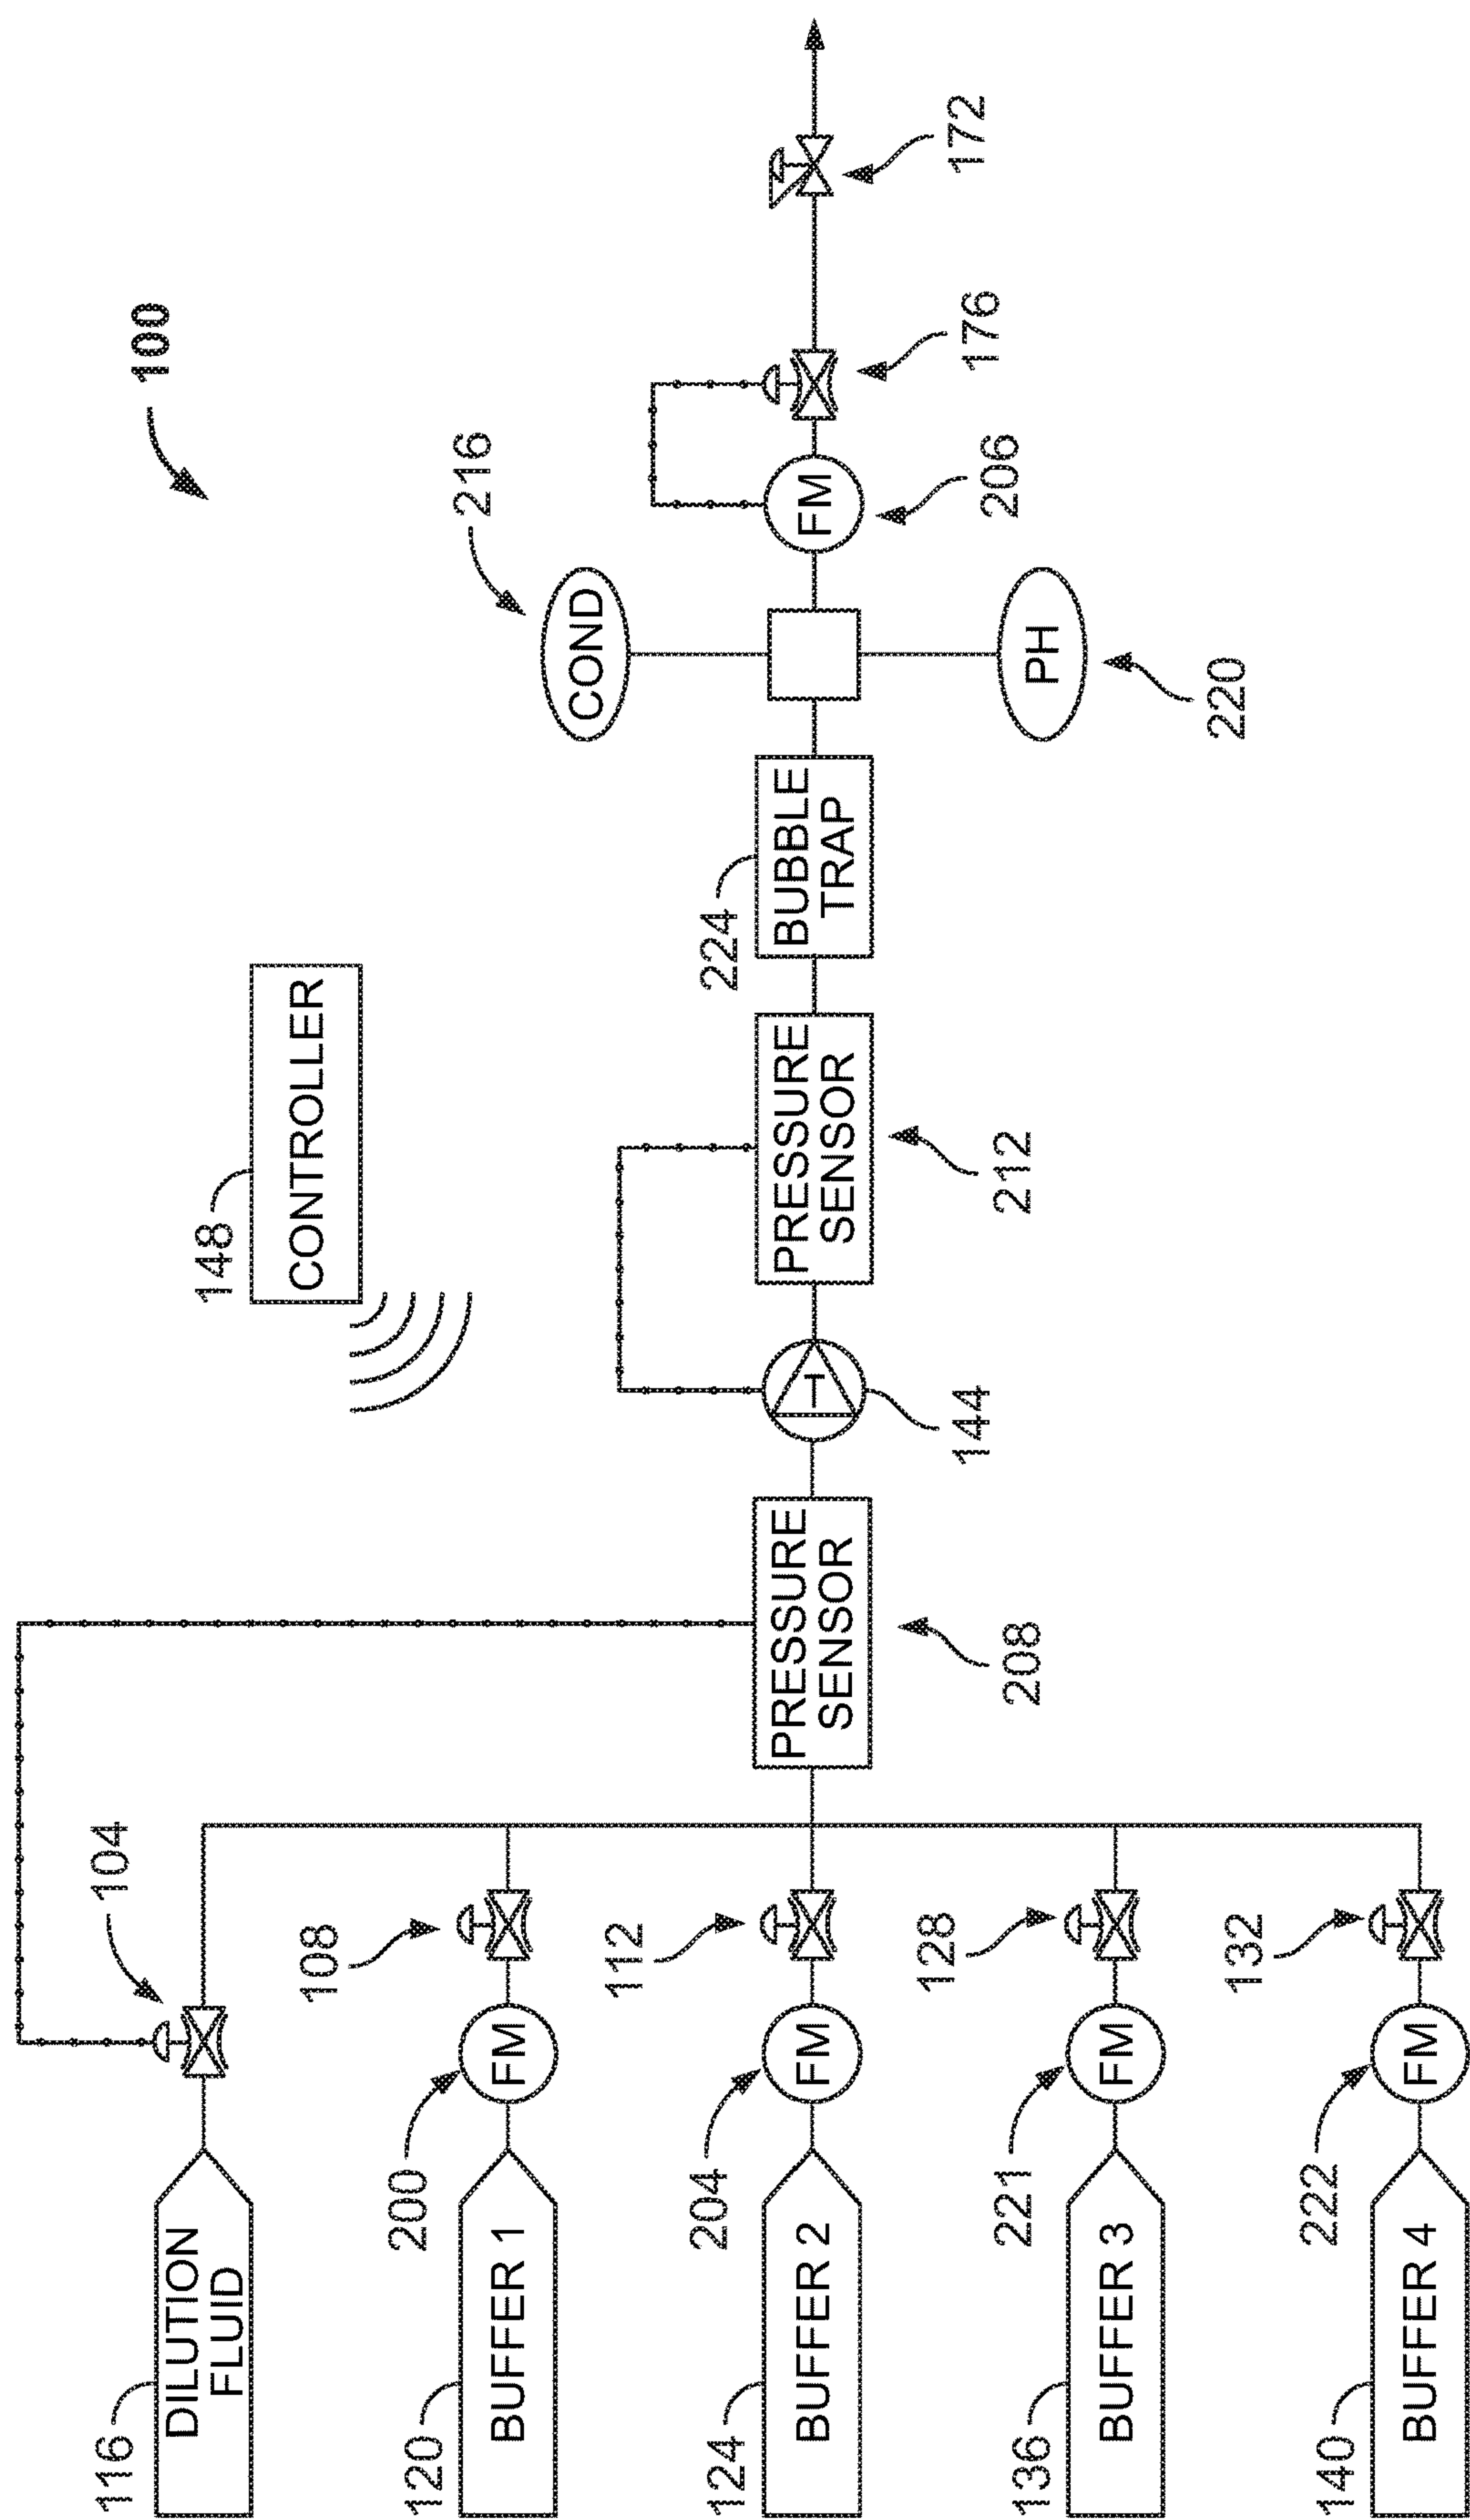 100
148
CONTROLLER
104
116
DILUTION
FLUID
108
200
FM
120
BUFFER 1
112
204
FM
124
BUFFER 2
128
221
FM
136
BUFFER 3
132
222
FM
140
BUFFER 4
PRESSURE
SENSOR
208
T
144
PRESSURE
SENSOR
212
224
BUBBLE
TRAP
COND
216
PH
220
FM
206
176
172